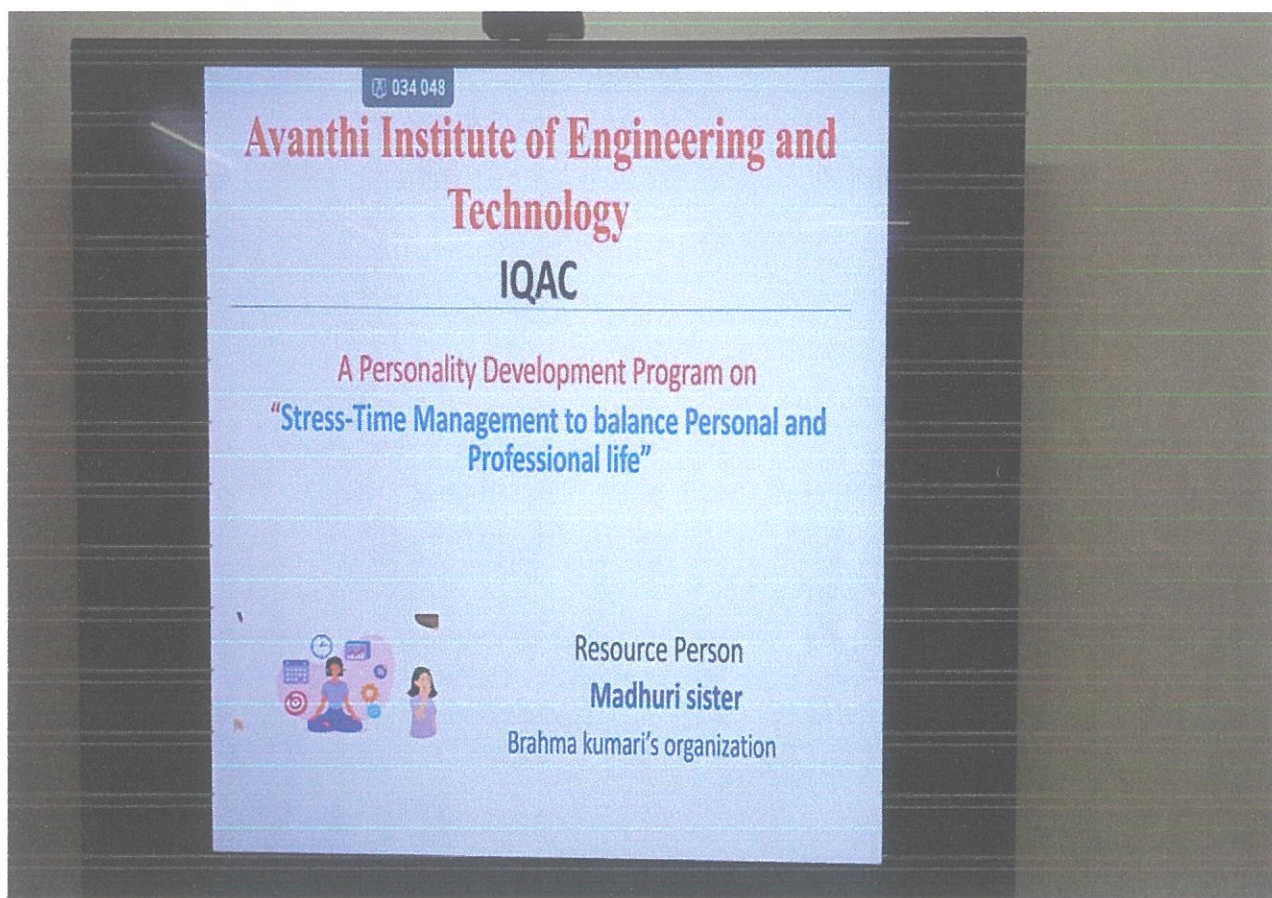 034 048
Avanthi Institute of Engineering and
Technology
IQAC
A Personality Development Program on
“Stress-Time Management to balance Personal and
Professional life”
Resource Person
Madhuri sister
Brahma kumari’s organization